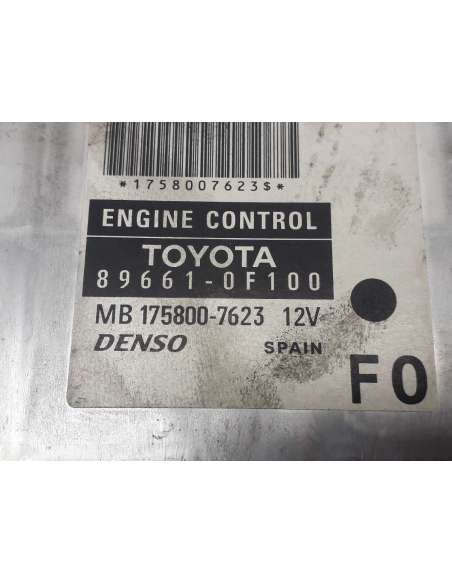 *1758007623$*
ENGINE CONTROL
TOYOTA
89661-0F100
MB 175800-7623 12V
DENSO SPAIN
F0